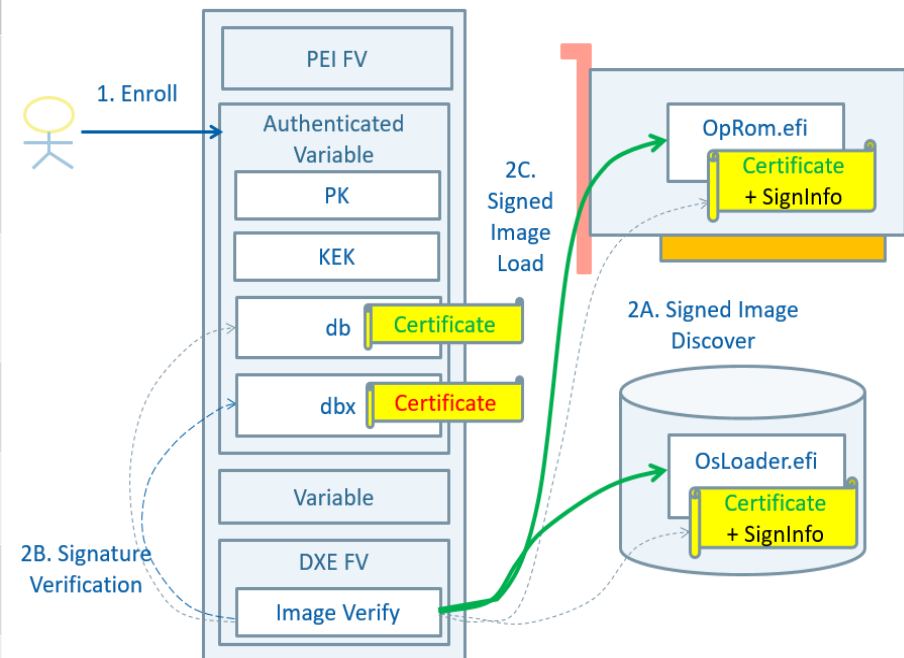 PEI FV
1. Enroll
Authenticated
Variable
PK
KEK
db
Certificate
dbx
Certificate
Variable
DXE FV
Image Verify
2B. Signature
Verification
2C.
Signed
Image
Load
OpRom.efi
Certificate
+ SignInfo
2A. Signed Image
Discover
OsLoader.efi
Certificate
+ SignInfo